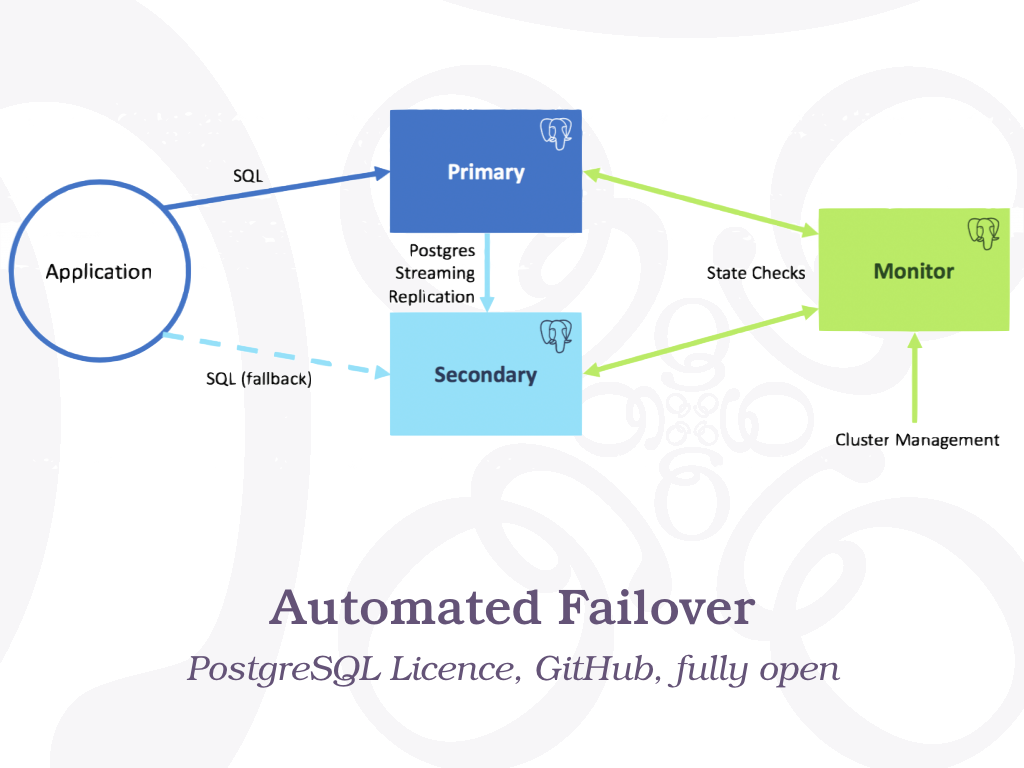 SQL
Primary
Application
Postgres
Streaming
Replication
State Checks
Monitor
SQL (fallback)
Secondary
Cluster Management
Automated Failover
PostgreSQL Licence, GitHub, fully open